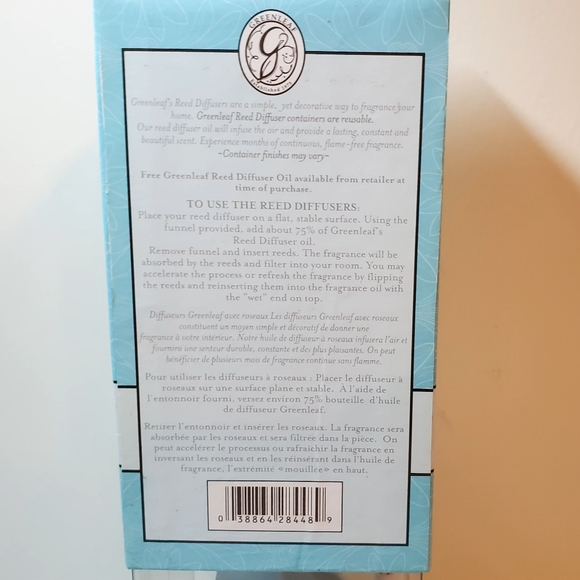 GREENLEAF
G
Established 1976
Greenleaf's Reed Diffusers are a simple, yet decorative way to fragrance your
home. Greenleaf Reed Diffuser containers are reusable.
Our reed diffuser oil will infuse the air and provide a lasting, constant and
beautiful scent. Experience months of continuous, flame-free fragrance.
~Container finishes may vary~
Free Greenleaf Reed Diffuser Oil available from retailer at
time of purchase.
TO USE THE REED DIFFUSERS:
Place your reed diffuser on a flat, stable surface. Using the
funnel provided, add about 75% of Greenleaf's
Reed Diffuser oil.
Remove funnel and insert reeds. The fragrance will be
absorbed by the reeds and filter into your room. You may
accelerate the process or refresh the fragrance by flipping
the reeds and reinserting them into the fragrance oil with
the "wet" end on top.
Diffuseurs Greenleaf avec roseaux Les diffuseurs Greenleaf avec roseaux
constituent un moyen simple et décoratif de donner une
fragrance à votre intérieur. Notre huile de diffuseur à roseaux infusera l'air et
fournira une senteur durable, constante et des plus plaisantes. On peut
bénéficier de plusieurs mois de fragrance continue sans flamme.
Pour utiliser les diffuseurs à roseaux : Placer le diffuseur à
roseaux sur une surface plane et stable. A l'aide de
l'entonnoir fourni, versez environ 75% bouteille d'huile
de diffuseur Greenleaf.
Retirer l'entonnoir et insérer les roseaux. La fragrance sera
absorbée par les roseaux et sera filtrée dans la pièce. On
peut accélérer le processus ou rafraîchir la fragrance en
inversant les roseaux et en les réinsérant dans l'huile de
fragrance, l'extrémité «mouillée» en haut.
0 38864 28448 9